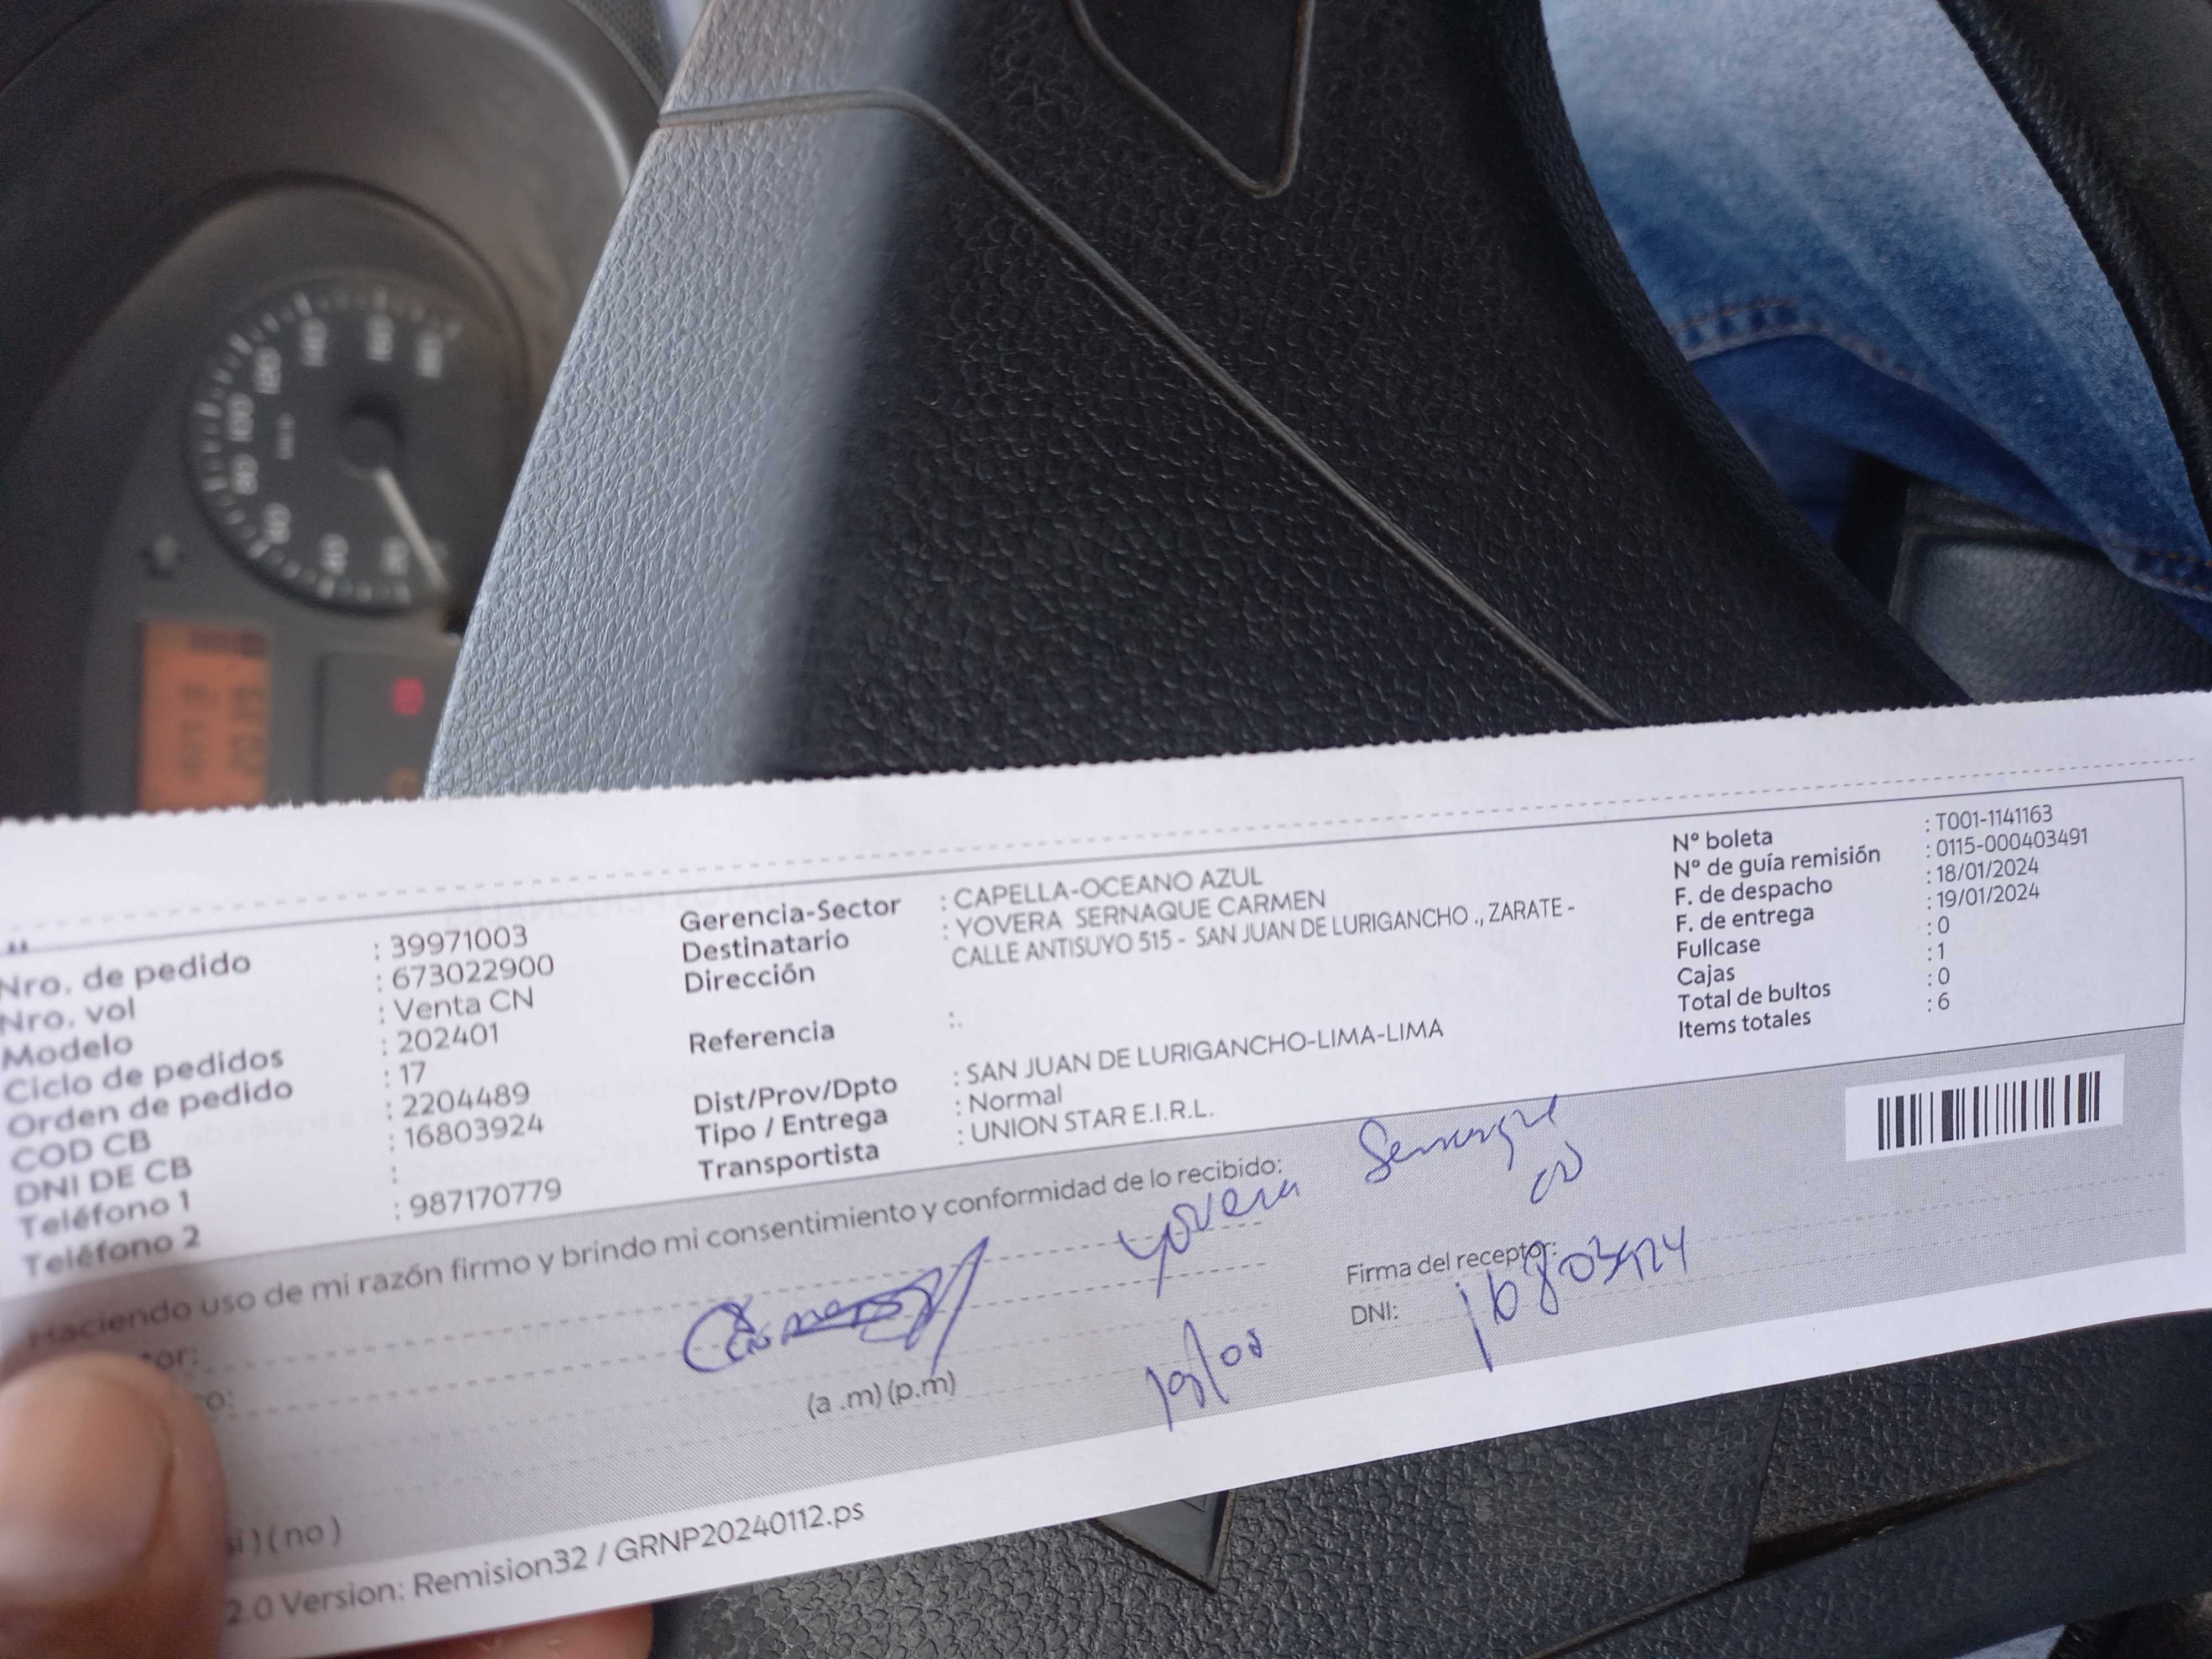 Nro. de pedido : 39971003
Nro. vol : 673022900
Modelo : Venta CN
Ciclo de pedidos : 202401
Orden de pedido : 17
COD CB : 2204489
DNI DE CB : 16803924
Teléfono 1 :
Teléfono 2 : 987170779
Gerencia-Sector : CAPELLA-OCEANO AZUL
Destinatario : YOVERA SERNAQUE CARMEN
Dirección CALLE ANTISUYO 515 - SAN JUAN DE LURIGANCHO ., ZARATE -
Referencia :.
Dist/Prov/Dpto : SAN JUAN DE LURIGANCHO-LIMA-LIMA
Tipo / Entrega : Normal
Transportista : UNION STAR E.I.R.L.
N° boleta : T001-1141163
N° de guía remisión : 0115-000403491
F. de despacho : 18/01/2024
F. de entrega : 19/01/2024
Fullcase : 0
Cajas : 1
Total de bultos : 0
Items totales : 6
Haciendo uso de mi razón firmo y brindo mi consentimiento y conformidad de lo recibido:
Yovera Sernaque
tor:
o:
(a .m) (p.m)
Firma del receptor:
DNI: 16803924
si ) ( no )
2.0 Version: Remision32 / GRNP20240112.ps